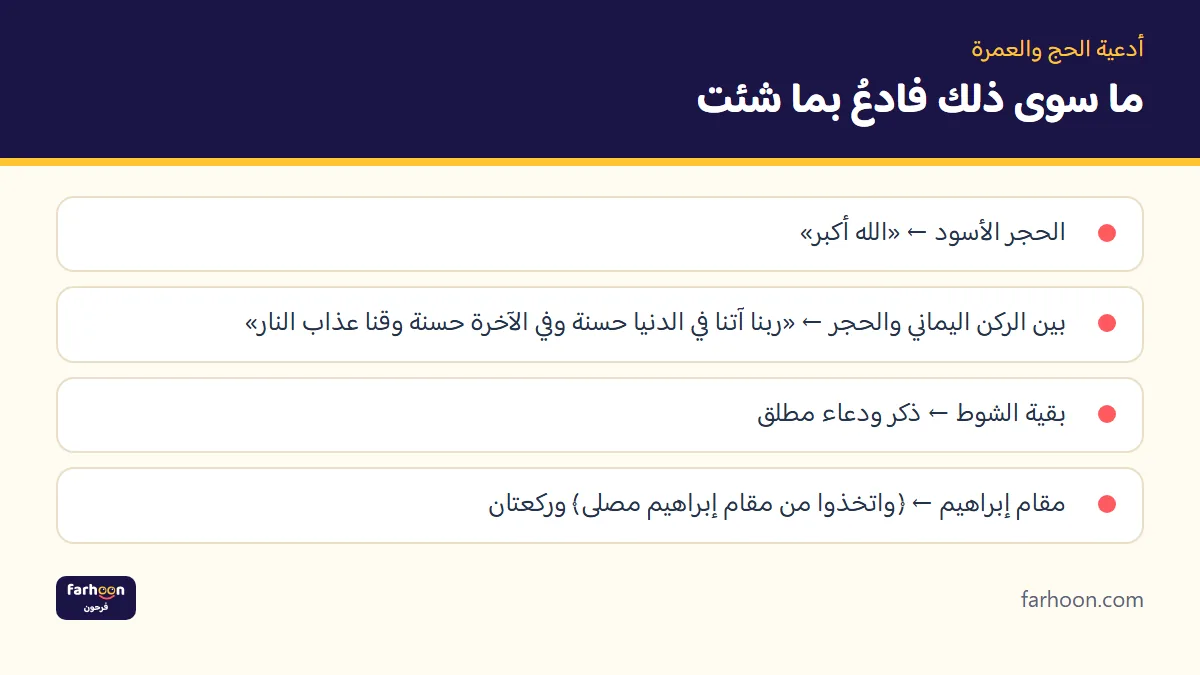 أدعية الحج والعمرة
ما سوى ذلك فادعُ بما شئت
الحجر الأسود ← «الله أكبر»
بين الركن اليماني والحجر ← «ربنا آتنا في الدنيا حسنة وفي الآخرة حسنة وقنا عذاب النار»
بقية الشوط ← ذكر ودعاء مطلق
مقام إبراهيم ← ﴿واتخذوا من مقام إبراهيم مصلى﴾ وركعتان
farhoon.com
farhoon
فرحون